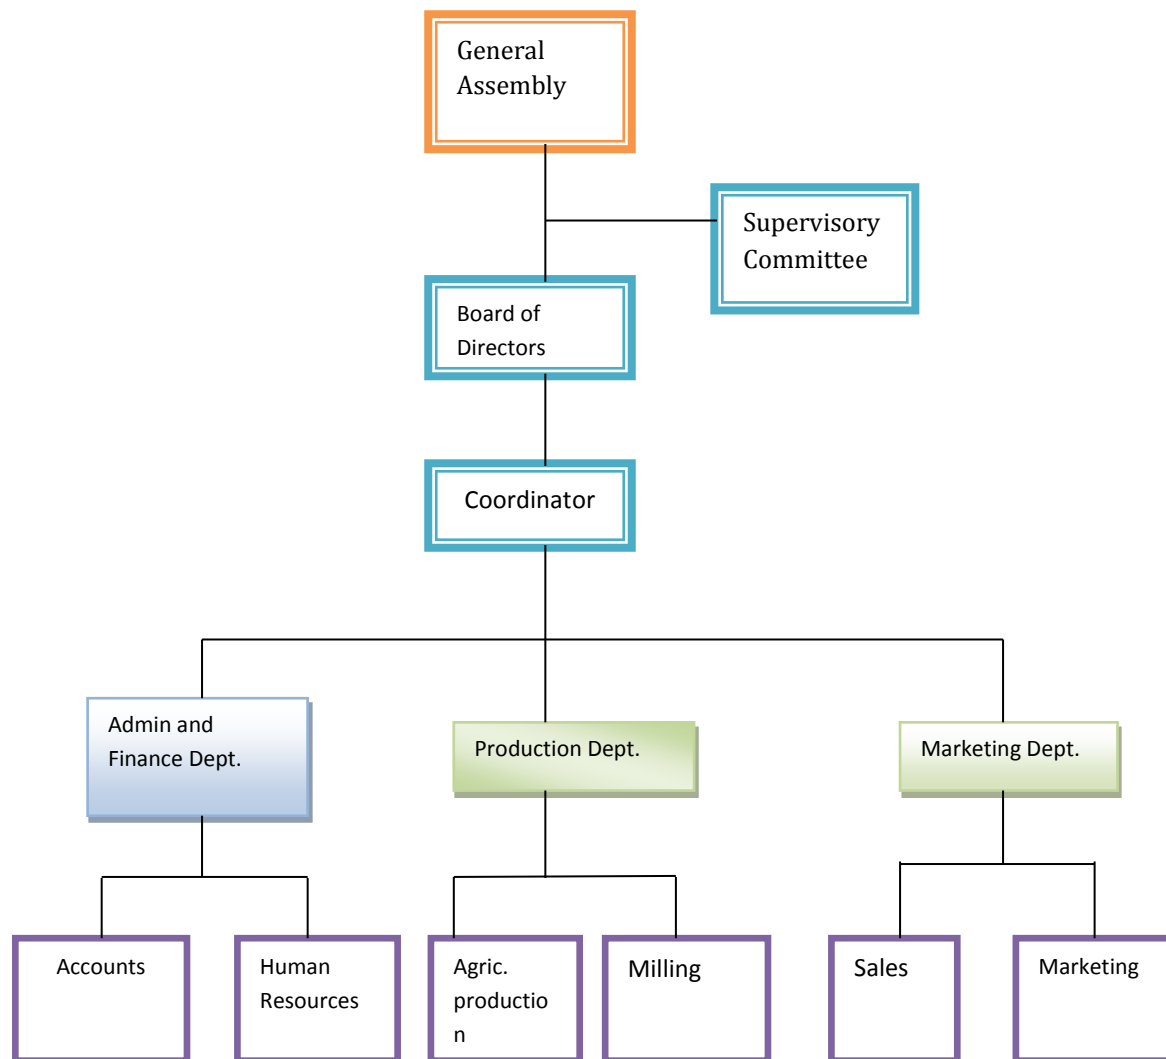 General
Assembly
Supervisory
Committee
Board of
Directors
Coordinator
Admin and
Finance Dept.
Production Dept.
Marketing Dept.
Accounts
Human
Resources
Agric.
productio
n
Milling
Sales
Marketing